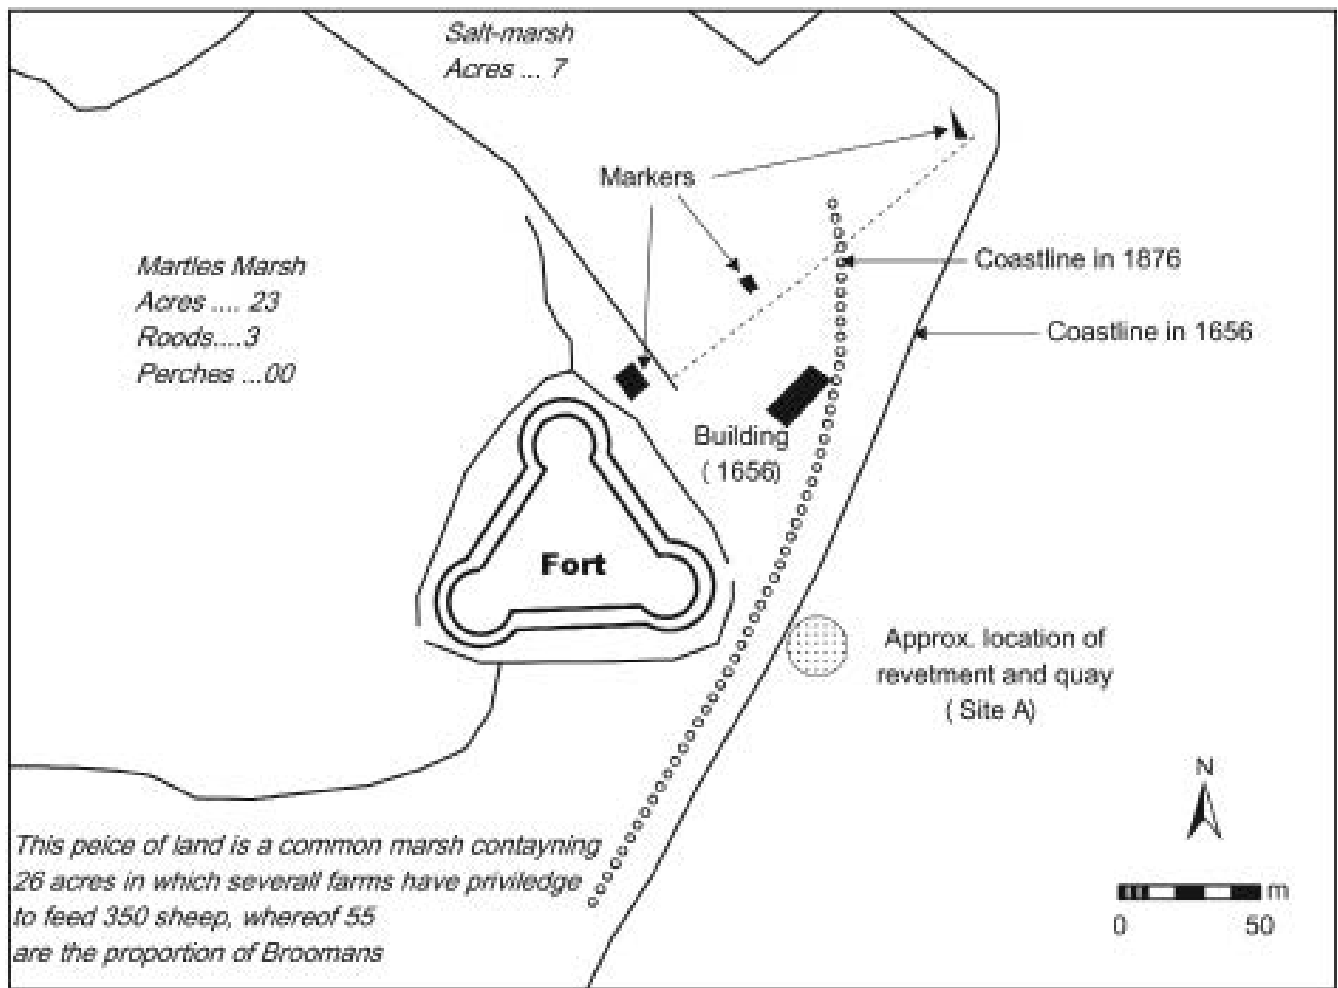 Salt-marsh
Acres ... 7
Markers
Coastline in 1876
Coastline in 1656
Martles Marsh
Acres .... 23
Roods....3
Perches ...00
Building
( 1656)
Fort
Approx. location of
revetment and quay
( Site A)
N
m
0 50
This peice of land is a common marsh contayning
26 acres in which severall farms have priviledge
to feed 350 sheep, whereof 55
are the proportion of Broomans